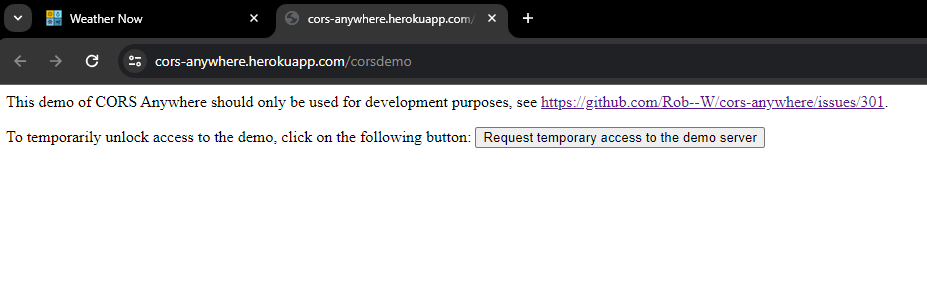 Weather Now
cors-anywhere.herokuapp.com/
cors-anywhere.herokuapp.com/corsdemo
This demo of CORS Anywhere should only be used for development purposes, see https://github.com/Rob--W/cors-anywhere/issues/301.
To temporarily unlock access to the demo, click on the following button: Request temporary access to the demo server